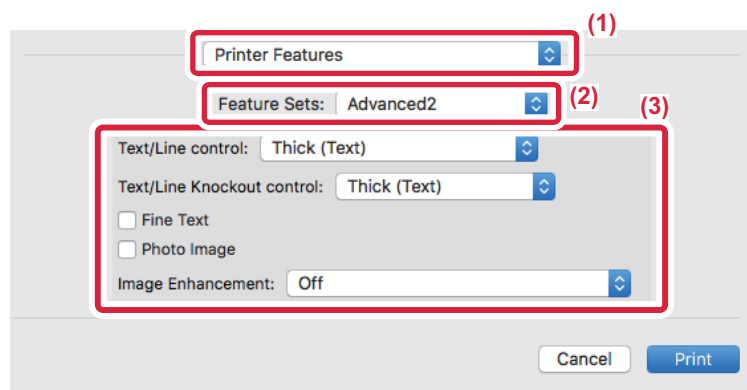 (1)
Printer Features
Feature Sets: Advanced2
(2)
(3)
Text/Line control: Thick (Text)
Text/Line Knockout control: Thick (Text)
Fine Text
Photo Image
Image Enhancement: Off
Cancel Print